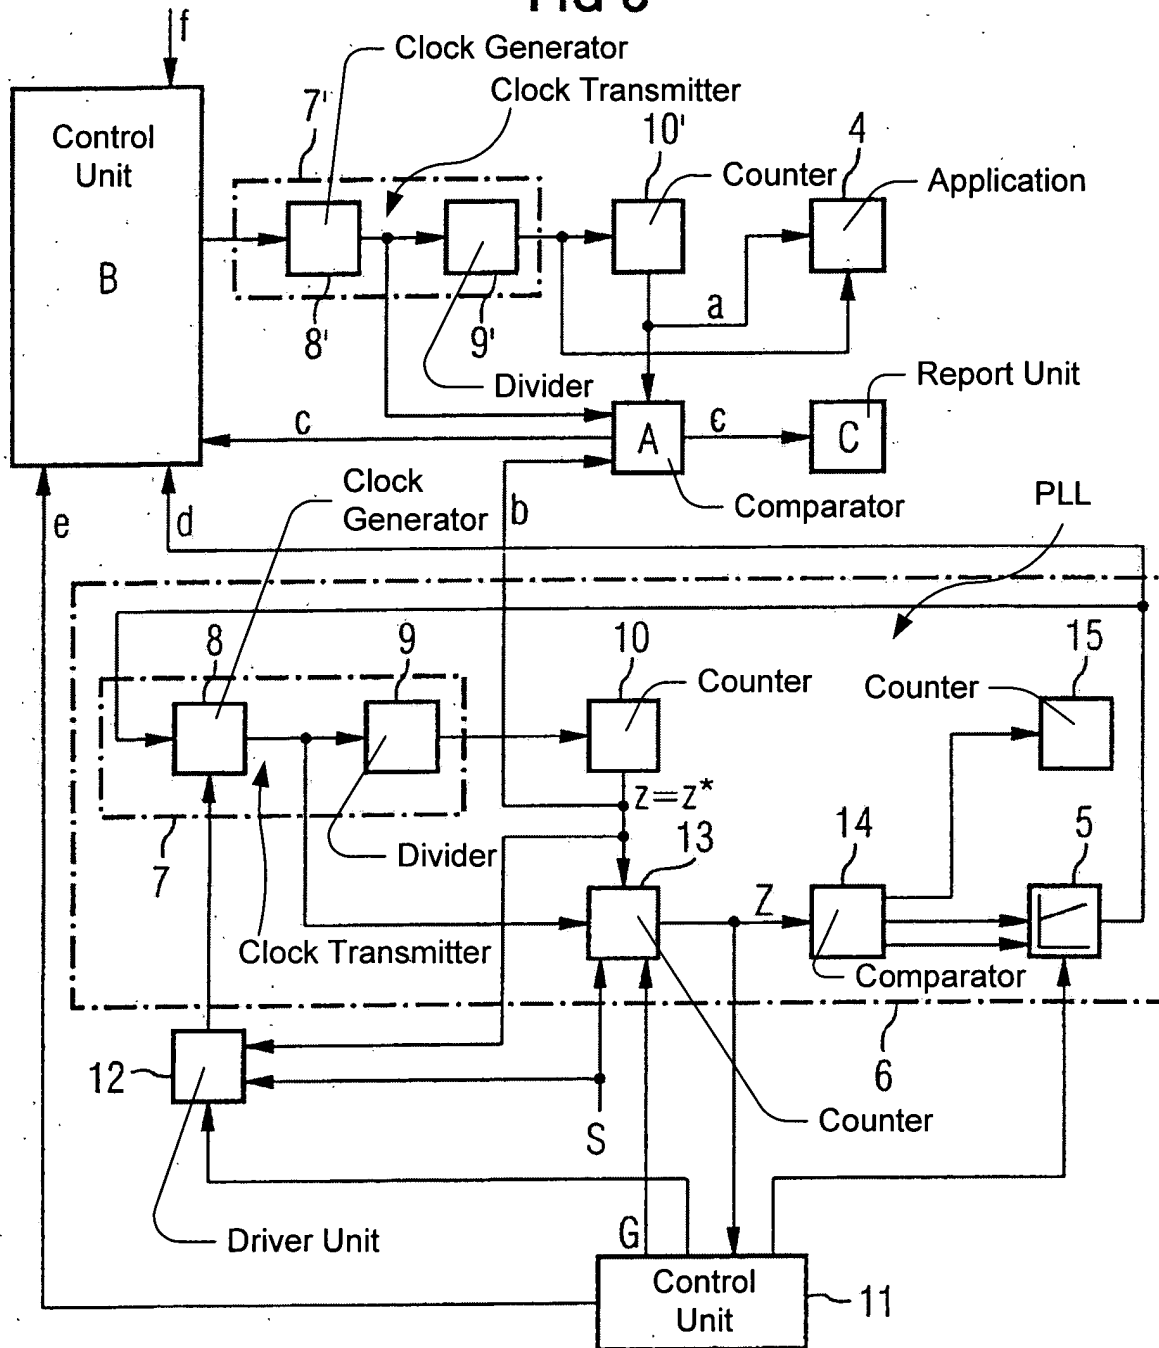 f
Clock Generator
Clock Transmitter
7'
10'
4
Control
Unit
B
Counter
Application
8'
9'
a
Divider
Report Unit
c
A
c
C
Clock
Generator
b
Comparator
PLL
e
d
8
9
10
15
Counter
Counter
z=z*
13
14
5
7
Divider
Z
Clock Transmitter
Comparator
12
6
S
Counter
Driver Unit
G
Control
Unit
11